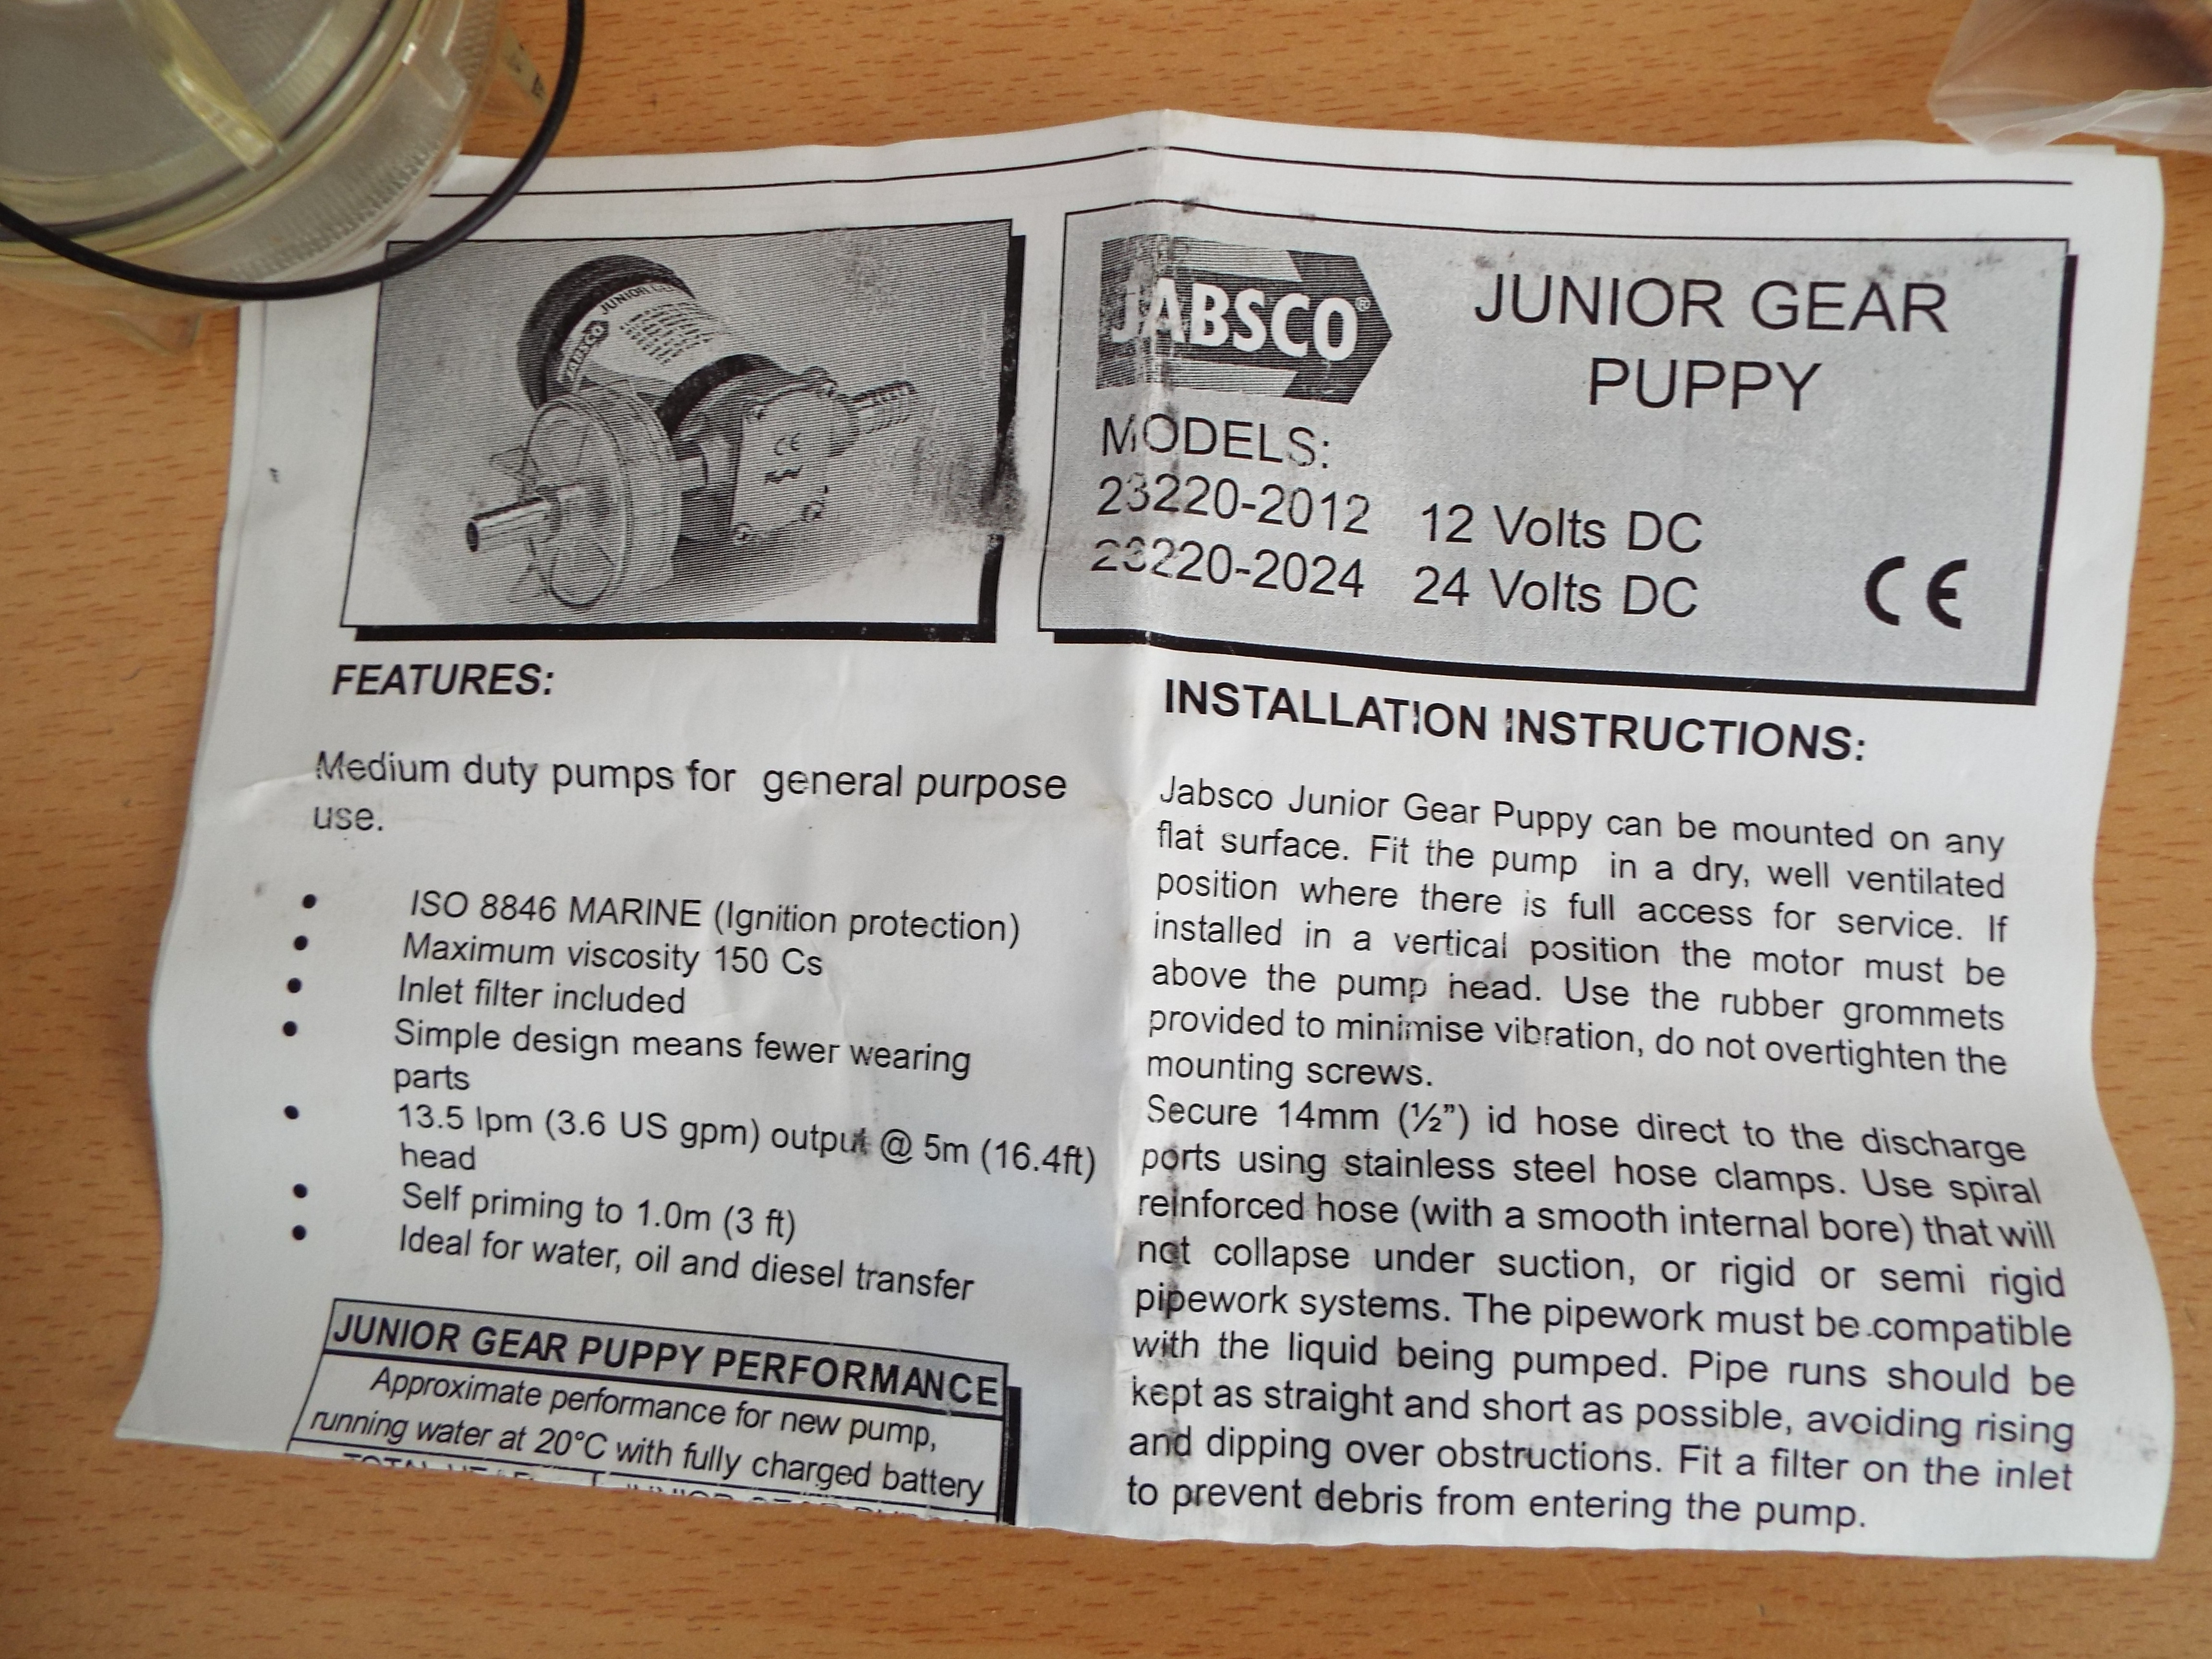 JABSCO
JUNIOR
JABSCO®
JUNIOR GEAR
PUPPY
MODELS:
23220-2012 12 Volts DC
23220-2024 24 Volts DC
CE
FEATURES:
Medium duty pumps for general purpose
use.
• ISO 8846 MARINE (Ignition protection)
• Maximum viscosity 150 Cs
• Inlet filter included
• Simple design means fewer wearing
parts
• 13.5 lpm (3.6 US gpm) output @ 5m (16.4ft)
head
• Self priming to 1.0m (3 ft)
• Ideal for water, oil and diesel transfer
JUNIOR GEAR PUPPY PERFORMANCE
Approximate performance for new pump,
running water at 20°C with fully charged battery
INSTALLATION INSTRUCTIONS:
Jabsco Junior Gear Puppy can be mounted on any
flat surface. Fit the pump in a dry, well ventilated
position where there is full access for service. If
installed in a vertical position the motor must be
above the pump head. Use the rubber grommets
provided to minimise vibration, do not overtighten the
mounting screws.
Secure 14mm (½”) id hose direct to the discharge
ports using stainless steel hose clamps. Use spiral
reinforced hose (with a smooth internal bore) that will
not collapse under suction, or rigid or semi rigid
pipework systems. The pipework must be compatible
with the liquid being pumped. Pipe runs should be
kept as straight and short as possible, avoiding rising
and dipping over obstructions. Fit a filter on the inlet
to prevent debris from entering the pump.